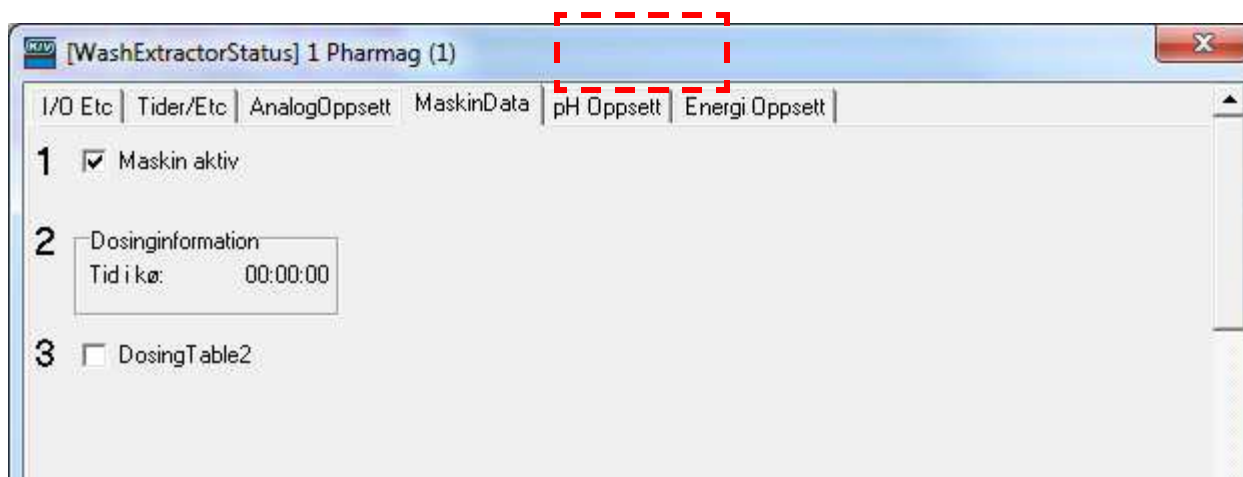 KJV [WashExtractorStatus] 1 Pharmag (1)
I/O Etc Tider/Etc AnalogOppsett MaskinData pH Oppsett Energi Oppsett
1 Maskin aktiv
2 Dosinginformation
Tid i kø: 00:00:00
3 DosingTable2